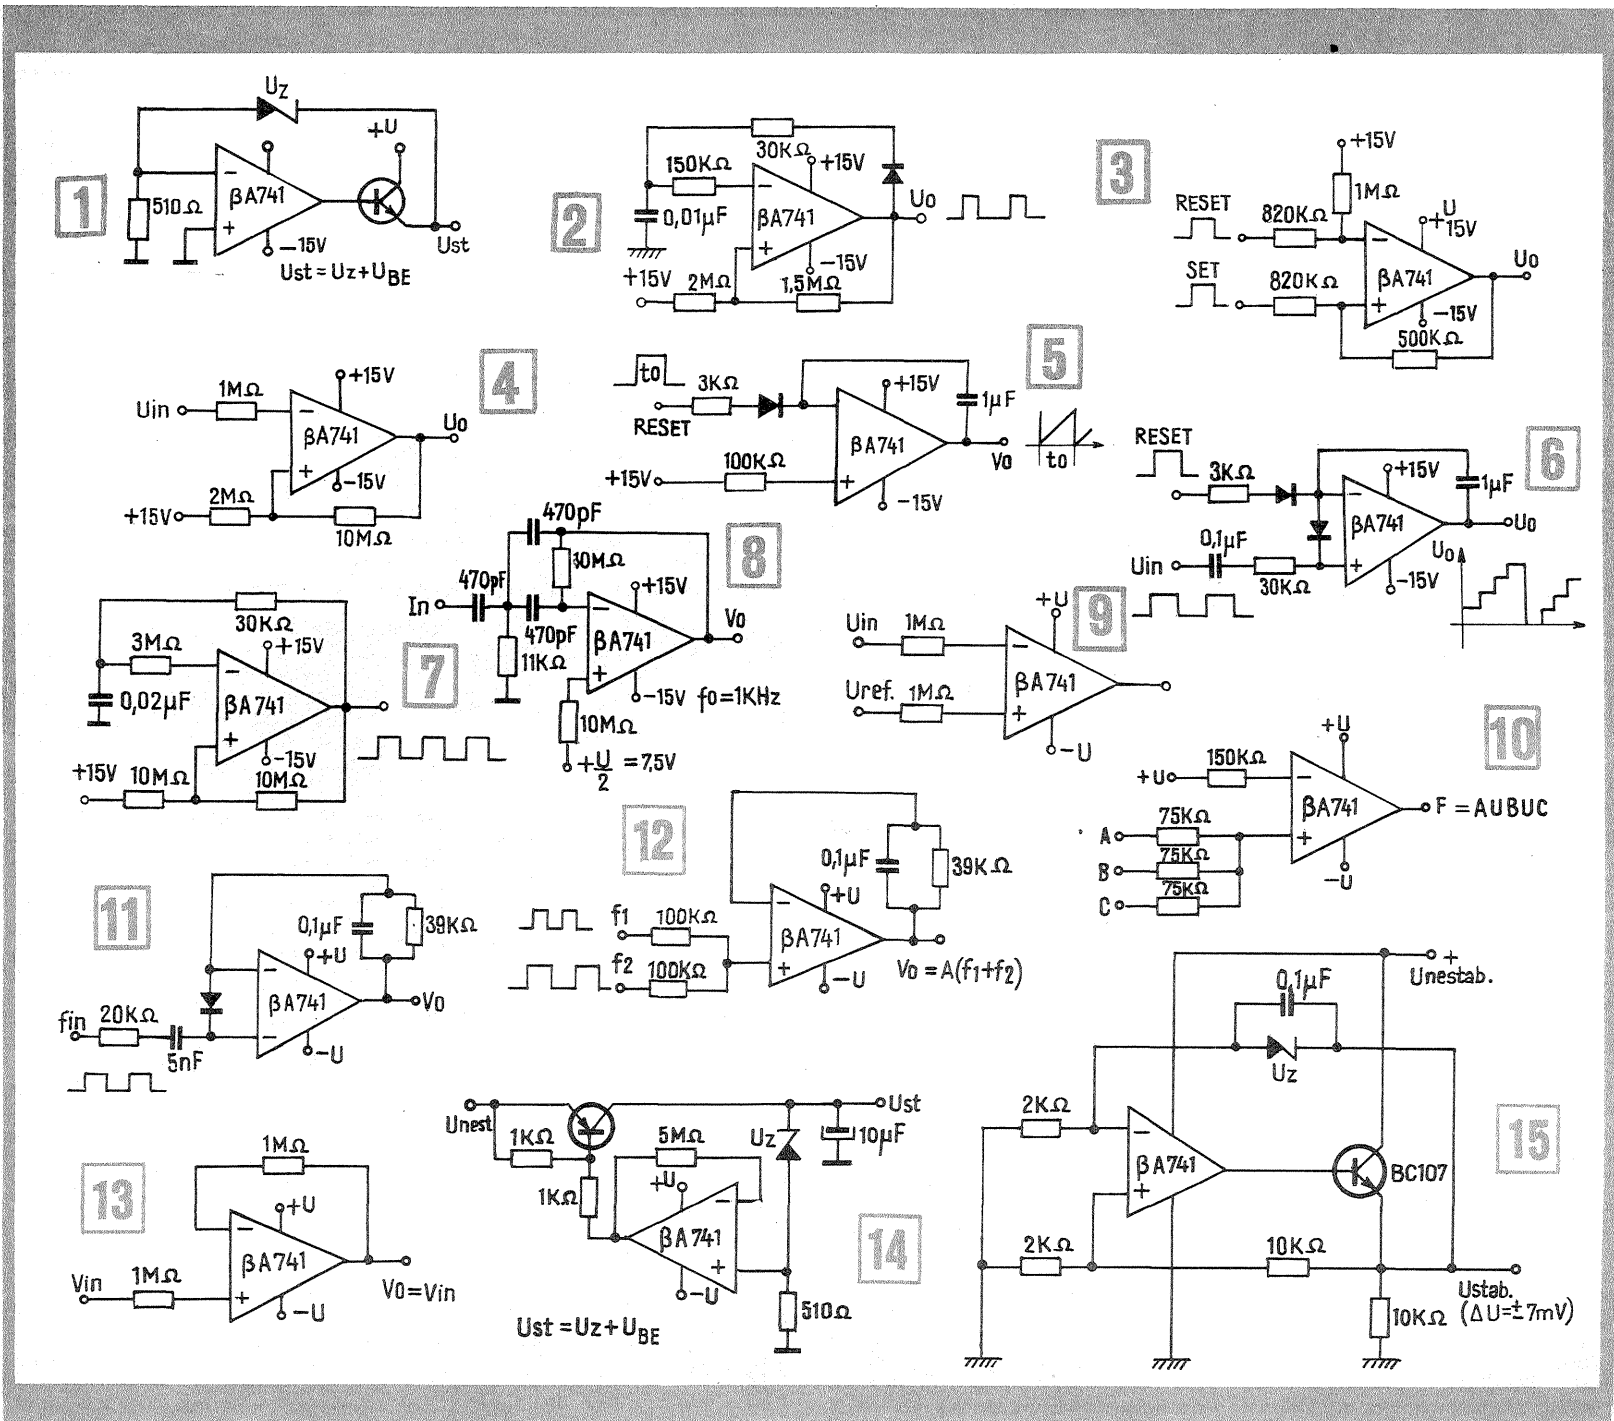 1
UZ
+U
510Ω
βA741
−
+
−15V
Ust
Ust = Uz + UBE
2
30KΩ
150KΩ
+15V
0,01µF
βA741
−
+
Uo
−15V
+15V
2MΩ
1,5MΩ
3
+15V
1MΩ
RESET
820KΩ
+U
15V
SET
820KΩ
βA741
−
+
Uo
−15V
500KΩ
4
1MΩ
+15V
Uin
βA741
−
+
Uo
−15V
2MΩ
+15V
10MΩ
5
to
3KΩ
+15V
RESET
βA741
−
+
1µF
100KΩ
+15V
Vo
to
−15V
6
RESET
3KΩ
+15V
1µF
βA741
−
+
Uo
0,1µF
Uin
30KΩ
−15V
Uo
7
30KΩ
+15V
3MΩ
0,02µF
βA741
−
+
−15V
+15V
10MΩ
10MΩ
8
470pF
10MΩ
470pF
+15V
In
470pF
11KΩ
βA741
−
+
Vo
−15V
fo=1KHz
10MΩ
+U/2 = 7,5V
9
+U
Uin
1MΩ
βA741
−
+
Uref.
1MΩ
−U
10
+U
150KΩ
+U
βA741
−
+
F = AUBUC
75KΩ
A
75KΩ
B
75KΩ
C
−U
11
0,1µF
39KΩ
+U
βA741
−
−
Vo
fin
20KΩ
5nF
−U
12
0,1µF
39KΩ
+U
f1
100KΩ
βA741
−
+
f2
100KΩ
−U
Vo = A(f1+f2)
13
1MΩ
+U
βA741
−
+
Vin
1MΩ
Vo = Vin
−U
14
Unest
Ust
1KΩ
5MΩ
Uz
10µF
1KΩ
+U
βA741
−
+
−U
510Ω
Ust = Uz + UBE
15
+
Unestab.
0,1µF
Uz
2KΩ
βA741
−
+
BC107
2KΩ
10KΩ
Ustab.
10KΩ
(ΔU=±7mV)